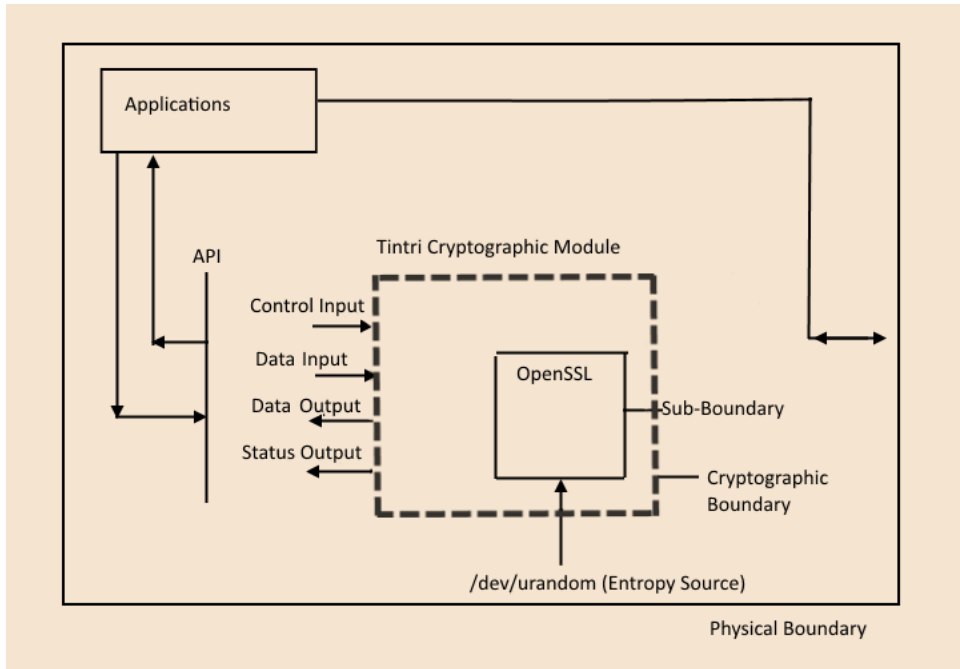 Applications
Tintri Cryptographic Module
API
Control Input
Data Input
Data Output
Status Output
OpenSSL
Sub-Boundary
Cryptographic
Boundary
/dev/urandom (Entropy Source)
Physical Boundary